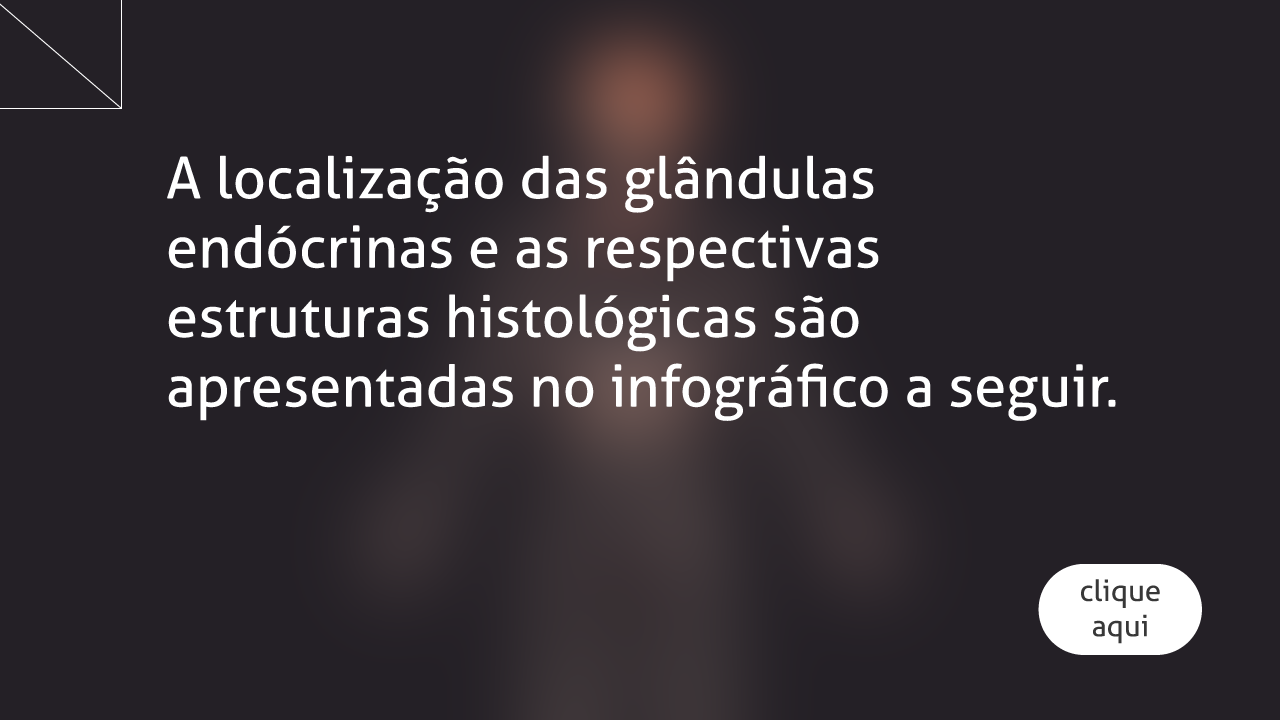 A localização das glândulas
endócrinas e as respectivas
estruturas histológicas são
apresentadas no infográfico a seguir.
clique
aqui